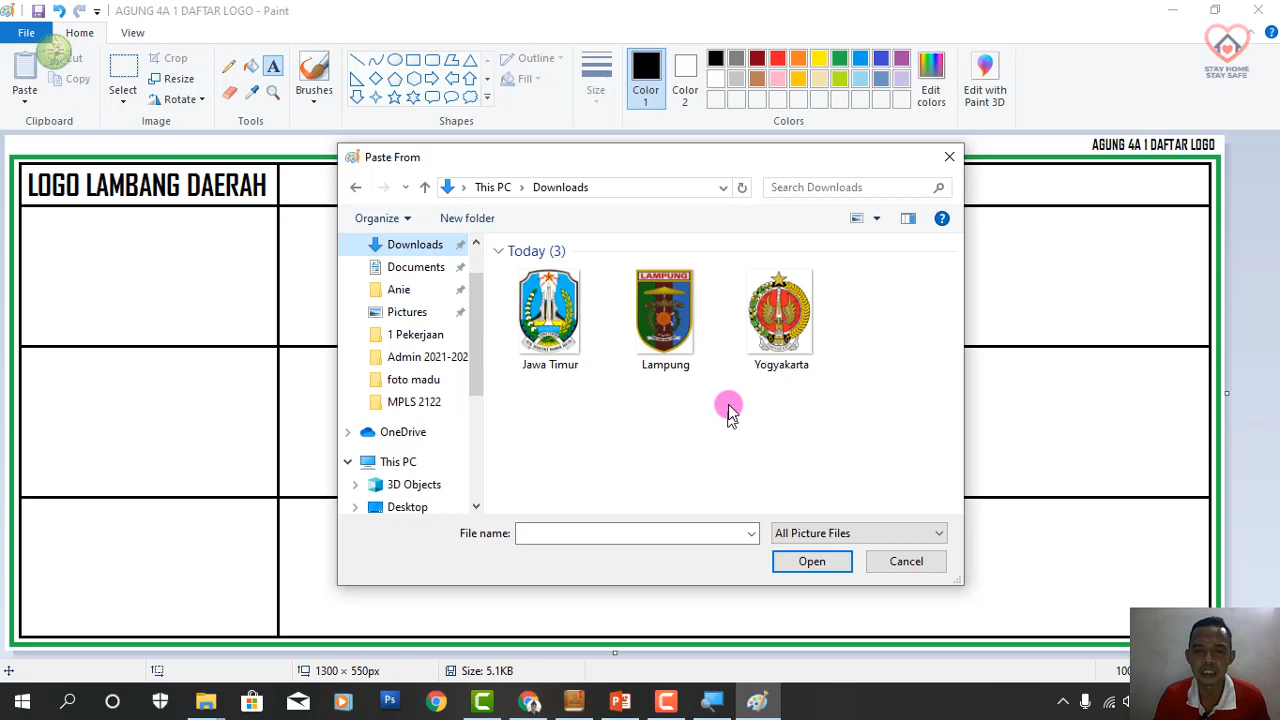 AGUNG 4A 1 DAFTAR LOGO - Paint
File
Home
View
Paste
Cut
Copy
Clipboard
Select
Crop
Resize
Rotate
Image
A
Tools
Brushes
Outline
Fill
Shapes
Size
Color
1
Color
2
Edit
colors
Edit with
Paint 3D
Colors
STAY HOME
STAY SAFE
AGUNG 4A 1 DAFTAR LOGO
LOGO LAMBANG DAERAH
Paste From
This PC > Downloads
Search Downloads
Organize
New folder
Downloads
Documents
Anie
Pictures
1 Pekerjaan
Admin 2021-202
foto madu
MPLS 2122
OneDrive
This PC
3D Objects
Desktop
Today (3)
LAMPUNG
Jawa Timur
Lampung
Yogyakarta
File name:
All Picture Files
Open
Cancel
1300 × 550px
Size: 5.1KB
100
Ps